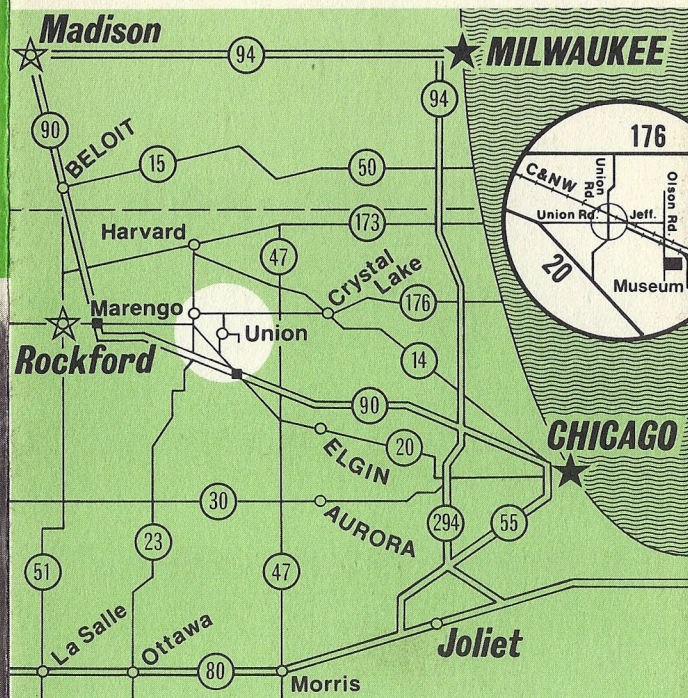 Madison
94
MILWAUKEE
94
90
BELOIT
15
50
176
C&NW
Union Rd
Olson Rd.
Union Rd.
Jeff.
20
Museum
173
Harvard
47
Crystal Lake
176
Marengo
Union
Rockford
14
90
CHICAGO
ELGIN
20
30
AURORA
294
55
23
51
47
La Salle
Ottawa
Joliet
80
Morris